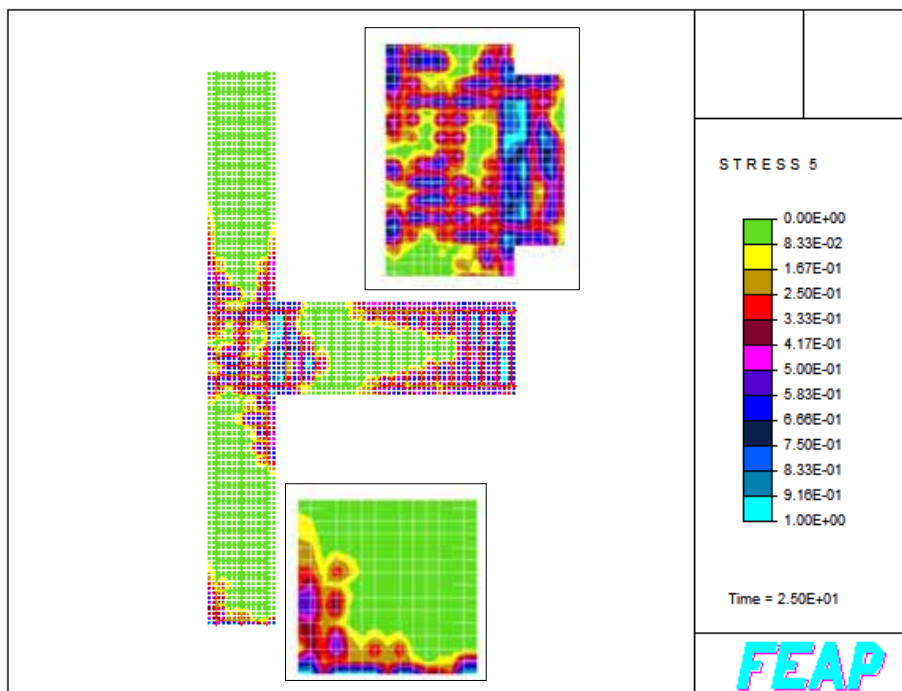 STRESS 5
0.00E+00
8.33E-02
1.67E-01
2.50E-01
3.33E-01
4.17E-01
5.00E-01
5.83E-01
6.66E-01
7.50E-01
8.33E-01
9.16E-01
1.00E+00
Time = 2.50E+01
FEAP